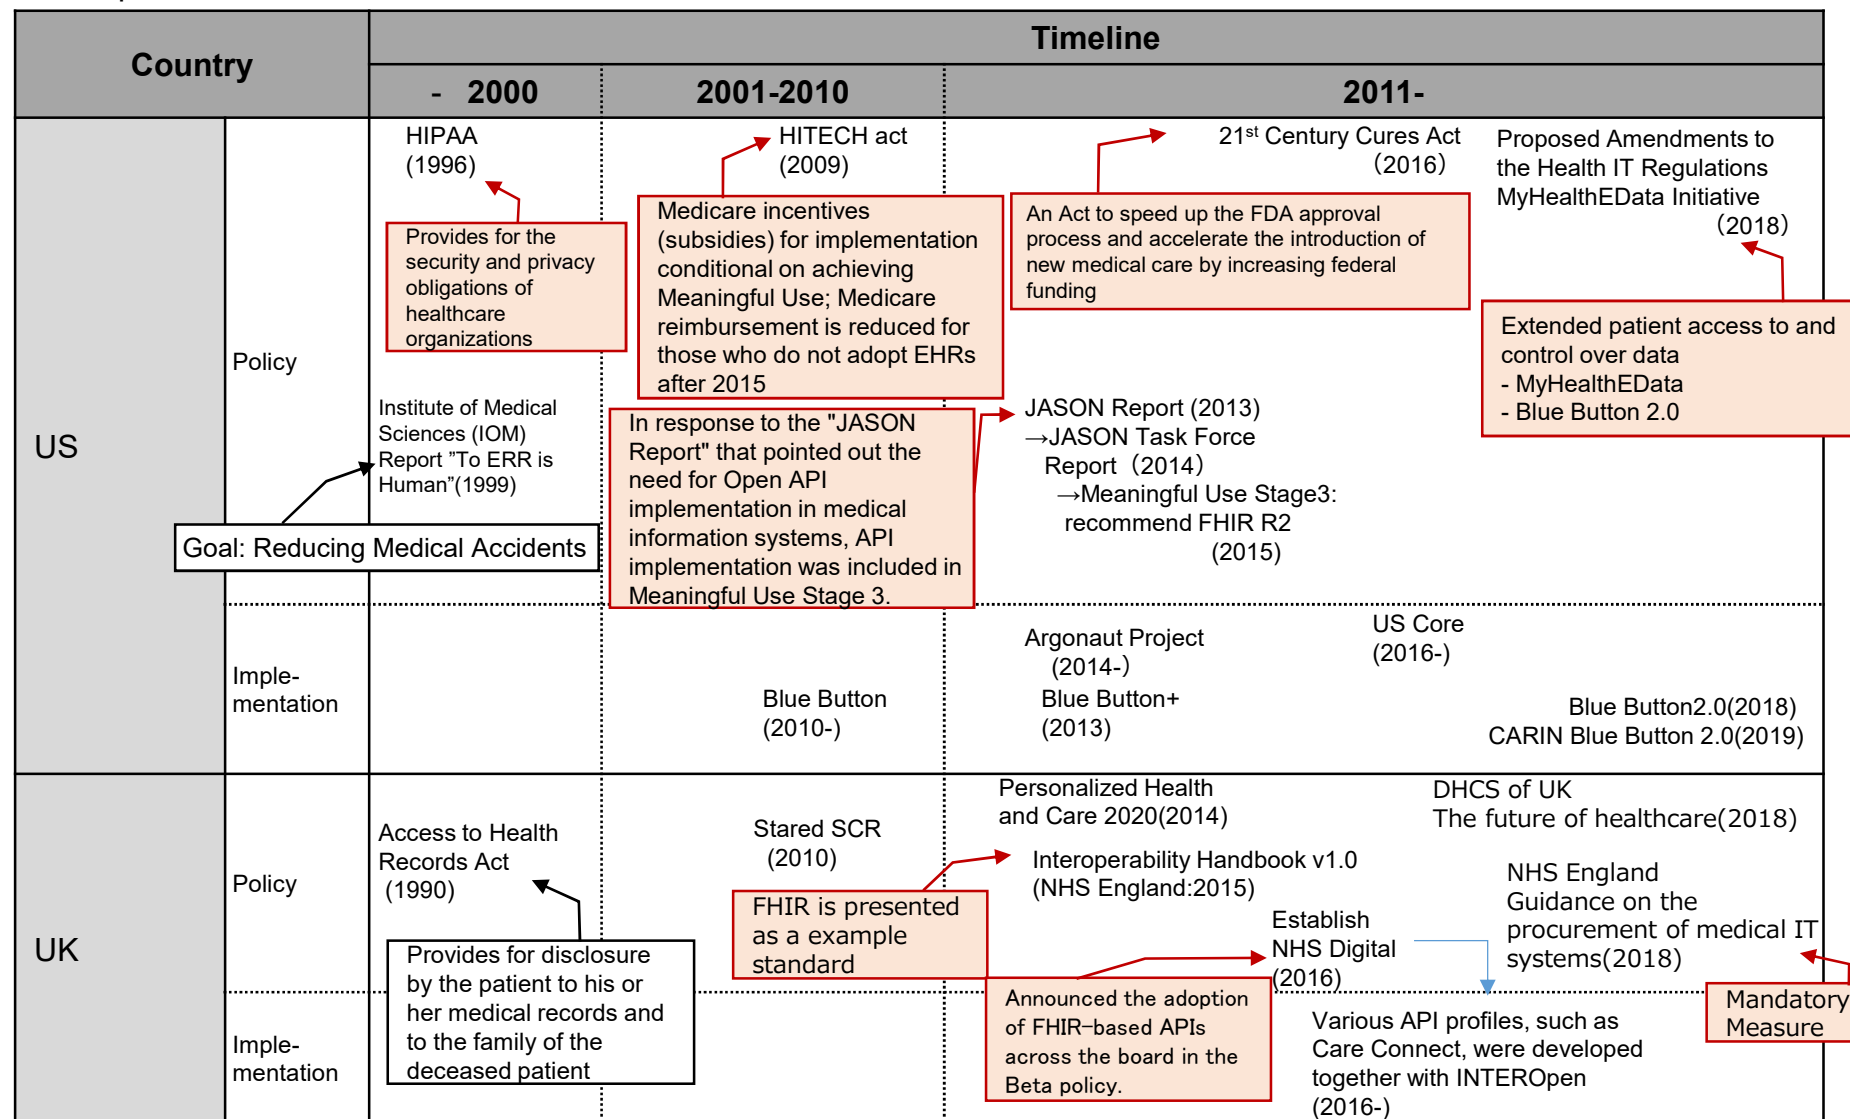 Country
Timeline
- 2000
2001-2010
2011-
US
Policy
HIPAA
(1996)
Provides for the
security and privacy
obligations of
healthcare
organizations
Institute of Medical
Sciences (IOM)
Report ”To ERR is
Human”(1999)
Goal: Reducing Medical Accidents
HITECH act
(2009)
Medicare incentives
(subsidies) for implementation
conditional on achieving
Meaningful Use; Medicare
reimbursement is reduced for
those who do not adopt EHRs
after 2015
In response to the "JASON
Report" that pointed out the
need for Open API
implementation in medical
information systems, API
implementation was included in
Meaningful Use Stage 3.
21st Century Cures Act
（2016）
An Act to speed up the FDA approval
process and accelerate the introduction of
new medical care by increasing federal
funding
JASON Report (2013)
→JASON Task Force
Report（2014）
→Meaningful Use Stage3:
recommend FHIR R2
(2015)
Proposed Amendments to
the Health IT Regulations
MyHealthEData Initiative
（2018）
Extended patient access to and
control over data
- MyHealthEData
- Blue Button 2.0
Imple-
mentation
Blue Button
(2010-)
Argonaut Project
(2014-）
Blue Button+
(2013)
US Core
(2016-)
Blue Button2.0(2018)
CARIN Blue Button 2.0(2019)
UK
Policy
Access to Health
Records Act
(1990)
Provides for disclosure
by the patient to his or
her medical records and
to the family of the
deceased patient
Stared SCR
(2010)
FHIR is presented
as a example
standard
Personalized Health
and Care 2020(2014)
Interoperability Handbook v1.0
(NHS England:2015)
Establish
NHS Digital
(2016)
Announced the adoption
of FHIR-based APIs
across the board in the
Beta policy.
DHCS of UK
The future of healthcare(2018)
NHS England
Guidance on the
procurement of medical IT
systems(2018)
Mandatory
Measure
Imple-
mentation
Various API profiles, such as
Care Connect, were developed
together with INTEROpen
(2016-)